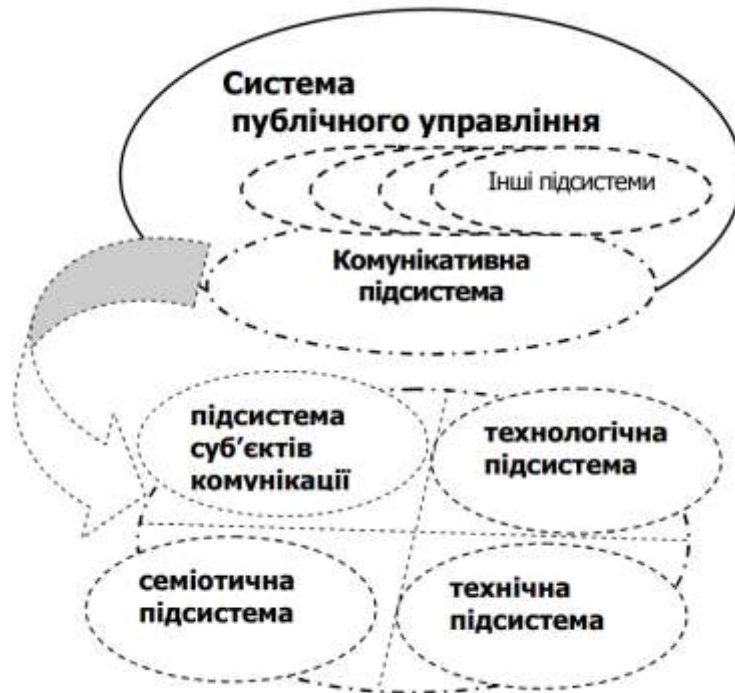 Система
публічного управління
Інші підсистеми
Комунікативна
підсистема
підсистема
суб’єктів
комунікації
технологічна
підсистема
семіотична
підсистема
технічна
підсистема